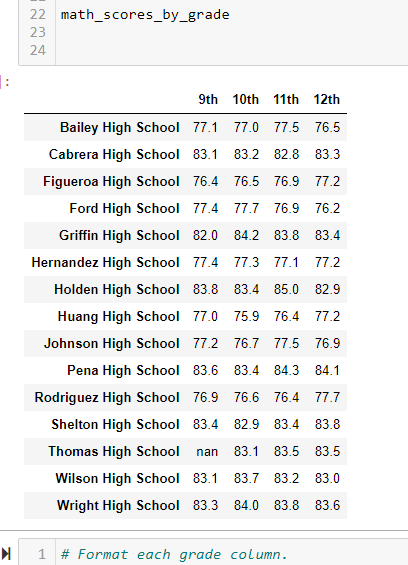 22 math_scores_by_grade
23
24
]:
9th 10th 11th 12th
Bailey High School 77.1 77.0 77.5 76.5
Cabrera High School 83.1 83.2 82.8 83.3
Figueroa High School 76.4 76.5 76.9 77.2
Ford High School 77.4 77.7 76.9 76.2
Griffin High School 82.0 84.2 83.8 83.4
Hernandez High School 77.4 77.3 77.1 77.2
Holden High School 83.8 83.4 85.0 82.9
Huang High School 77.0 75.9 76.4 77.2
Johnson High School 77.2 76.7 77.5 76.9
Pena High School 83.6 83.4 84.3 84.1
Rodriguez High School 76.9 76.6 76.4 77.7
Shelton High School 83.4 82.9 83.4 83.8
Thomas High School nan 83.1 83.5 83.5
Wilson High School 83.1 83.7 83.2 83.0
Wright High School 83.3 84.0 83.8 83.6
1 # Format each grade column.